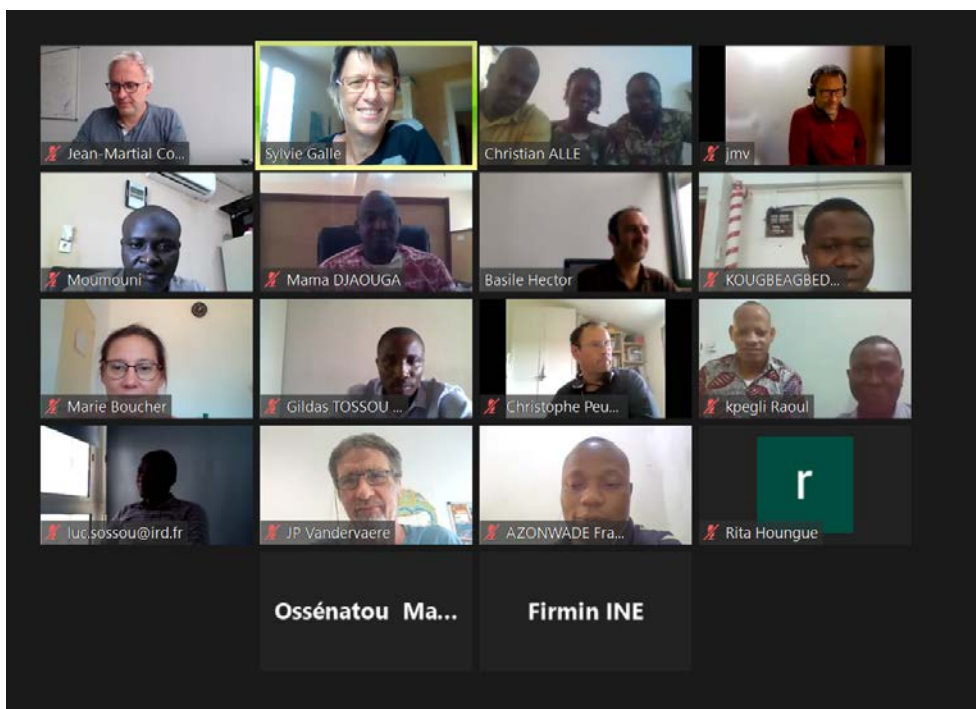 Jean-Martial Co...
Sylvie Galle
Christian ALLE
jmv
Moumouni
Mama DJAOUGA
Basile Hector
KOUGBEAGBED...
Marie Boucher
Gildas TOSSOU ...
Christophe Peu...
kpegli Raoul
luc.sossou@ird.fr
JP Vandervaere
AZONWADE Fra...
r
Rita Houngue
Ossénatou Ma...
Firmin INE